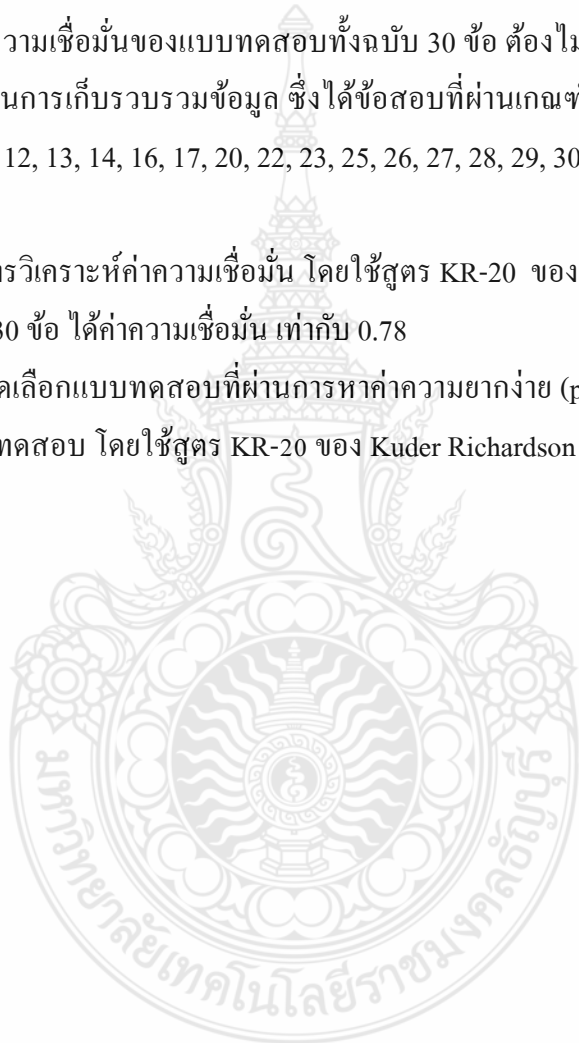 วามเชื่อมั่นของแบบทดสอบทั้งฉบับ 30 ข้อ ต้องไม
นการเก็บรวบรวมข้อมูล ซึ่งได้ข้อสอบที่ผ่านเกณฑ
12, 13, 14, 16, 17, 20, 22, 23, 25, 26, 27, 28, 29, 30
ารวิเคราะห์ค่าความเชื่อมั่น โดยใช้สูตร KR-20 ของ
30 ข้อ ได้ค่าความเชื่อมั่น เท่ากับ 0.78
ดเลือกแบบทดสอบที่ผ่านการหาค่าความยากง่าย (p
ทดสอบ โดยใช้สูตร KR-20 ของ Kuder Richardson
มหาวิทยาลัยเทคโนโลยีราชมงคลธัญบุรี